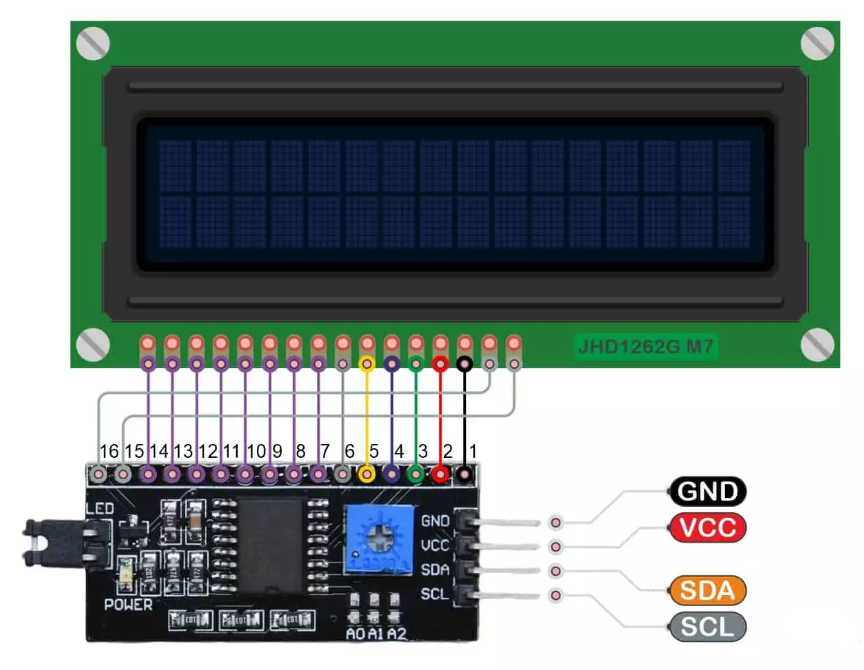 JHD1262G M7
16 15 14 13 12 11 10 9 8 7 6 5 4 3 2 1
LED
GND
VCC
SDA
SCL
POWER
A0 A1 A2
GND
VCC
SDA
SCL